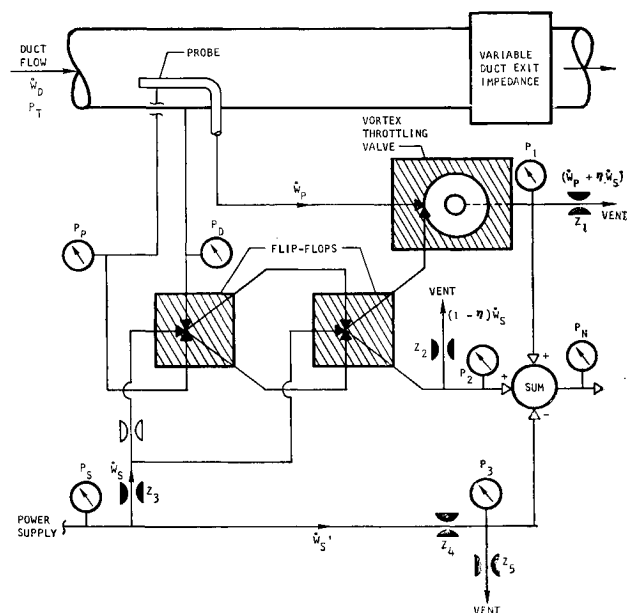 DUCT
FLOW
Ẇ_D
P_T
PROBE
VARIABLE
DUCT EXIT
IMPEDANCE
VORTEX
THROTTLING
VALVE
P_1
(Ẇ_P + ηẆ_S)
Z_1
VENT
Ẇ_P
P_P
P_D
FLIP-FLOPS
VENT
(1 - η)Ẇ_S
Z_2
P_2
+
+
SUM
-
P_N
P_S
Ẇ_S
Z_3
P_3
POWER
SUPPLY
Ẇ_S'
Z_4
Z_5
VENT